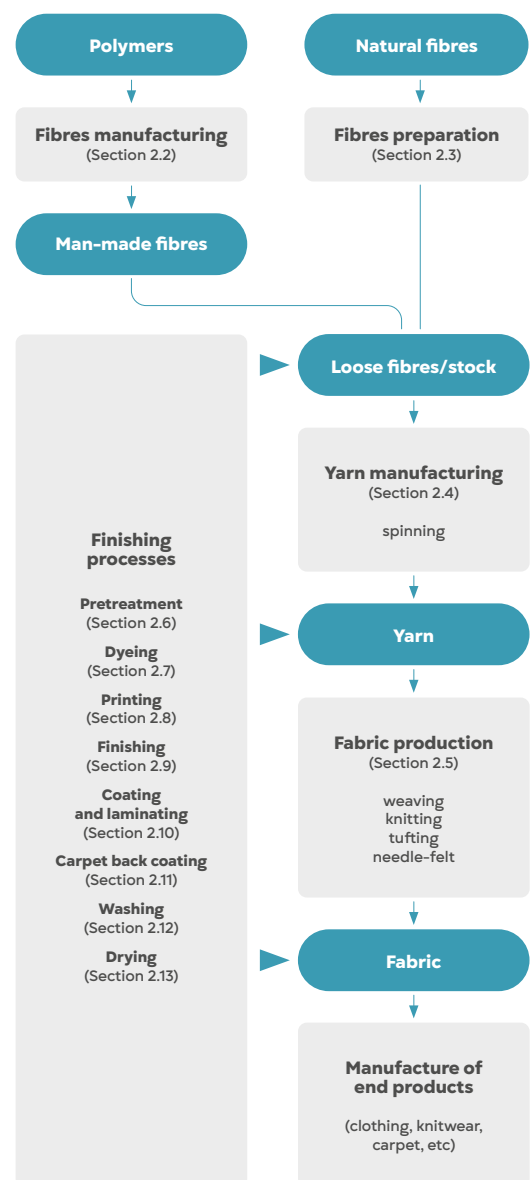 Polymers
Natural fibres
Fibres manufacturing
(Section 2.2)
Fibres preparation
(Section 2.3)
Man-made fibres
Loose fibres/stock
Yarn manufacturing
(Section 2.4)
spinning
Finishing
processes
Pretreatment
(Section 2.6)
Dyeing
(Section 2.7)
Printing
(Section 2.8)
Finishing
(Section 2.9)
Coating
and laminating
(Section 2.10)
Carpet back coating
(Section 2.11)
Washing
(Section 2.12)
Drying
(Section 2.13)
Yarn
Fabric production
(Section 2.5)
weaving
knitting
tufting
needle-felt
Fabric
Manufacture of
end products
(clothing, knitwear,
carpet, etc)